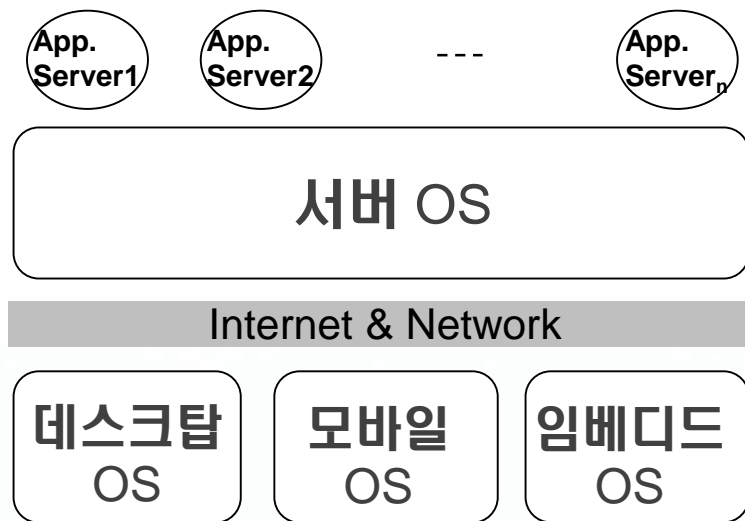 App.
Server1
App.
Server2
---
App.
Serverₙ
서버 OS
Internet & Network
데스크탑
OS
모바일
OS
임베디드
OS